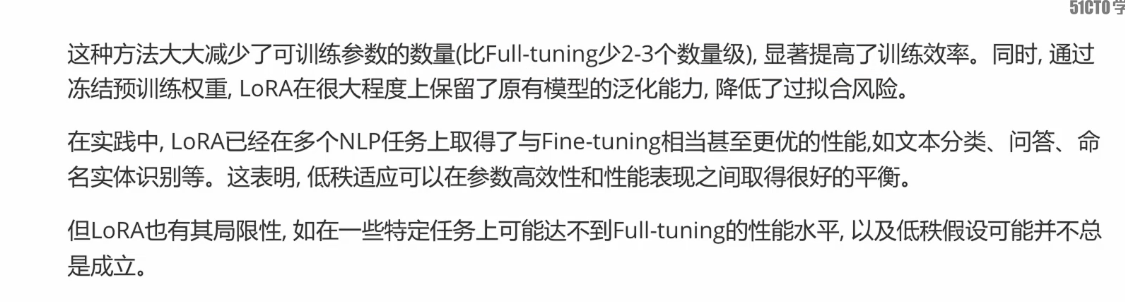 51CTO学
这种方法大大减少了可训练参数的数量(比Full-tuning少2-3个数量级), 显著提高了训练效率。同时, 通过
冻结预训练权重, LoRA在很大程度上保留了原有模型的泛化能力, 降低了过拟合风险。
在实践中, LoRA已经在多个NLP任务上取得了与Fine-tuning相当甚至更优的性能,如文本分类、问答、命
名实体识别等。这表明, 低秩适应可以在参数高效性和性能表现之间取得很好的平衡。
但LoRA也有其局限性, 如在一些特定任务上可能达不到Full-tuning的性能水平, 以及低秩假设可能并不总
是成立。